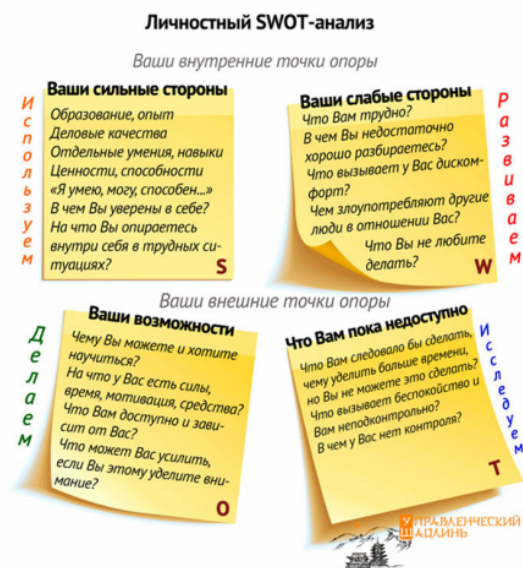 Личностный SWOT-анализ
Ваши внутренние точки опоры
Используем
Ваши сильные стороны
Образование, опыт
Деловые качества
Отдельные умения, навыки
Ценности, способности
«Я умею, могу, способен...»
В чем Вы уверены в себе?
На что Вы опираетесь
внутри себя в трудных си-
туациях?
S
Ваши слабые стороны
Что Вам трудно?
В чем Вы недостаточно
хорошо разбираетесь?
Что вызывает у Вас диском-
форт?
Чем злоупотребляют другие
люди в отношении Вас?
Что Вы не любите
делать?
W
Развиваем
Ваши внешние точки опоры
Делаем
Ваши возможности
Чему Вы можете и хотите
научиться?
На что у Вас есть силы,
время, мотивация, средства?
Что Вам доступно и зави-
сит от Вас?
Что может Вас усилить,
если Вы этому уделите вни-
мание?
O
Что Вам пока недоступно
Что Вам следовало бы сделать,
чему уделить больше времени,
но Вы не можете это сделать?
Что вызывает беспокойство и
Вам неподконтрольно?
В чем у Вас нет контроля?
T
Исследуем
УПРАВЛЕНЧЕСКИЙ
ШАОЛИНЬ